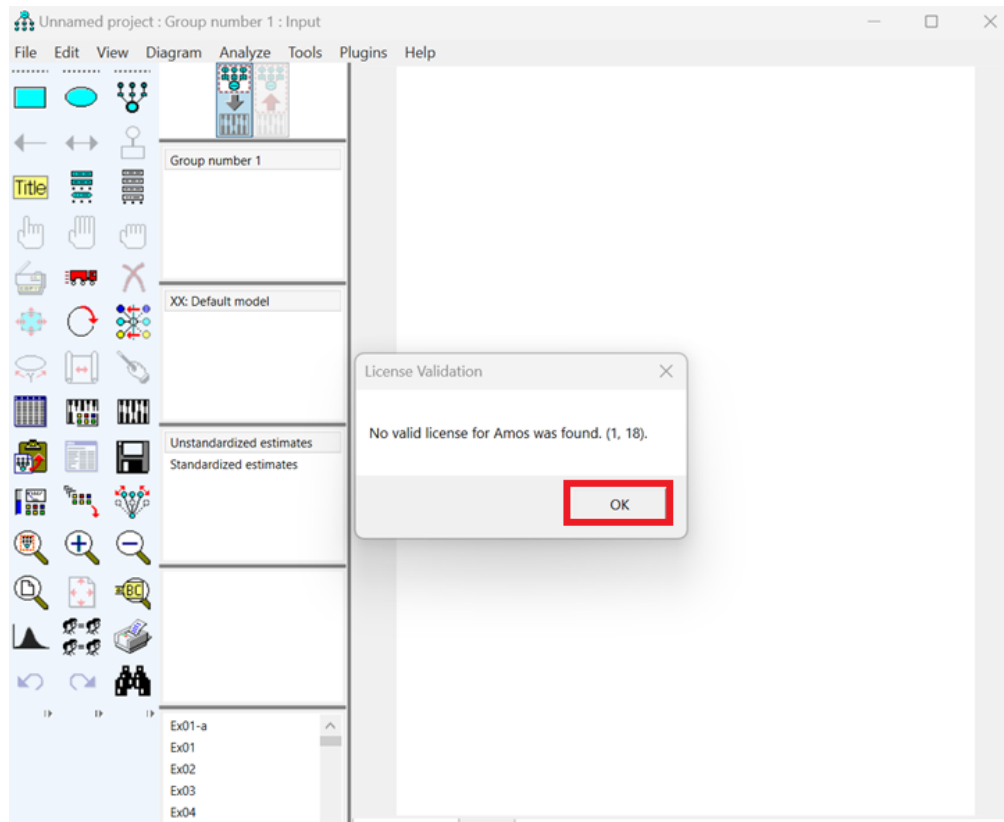 Unnamed project : Group number 1 : Input
File Edit View Diagram Analyze Tools Plugins Help
Title
Group number 1
XX: Default model
License Validation
No valid license for Amos was found. (1, 18).
OK
Unstandardized estimates
Standardized estimates
BC
Ex01-a
Ex01
Ex02
Ex03
Ex04